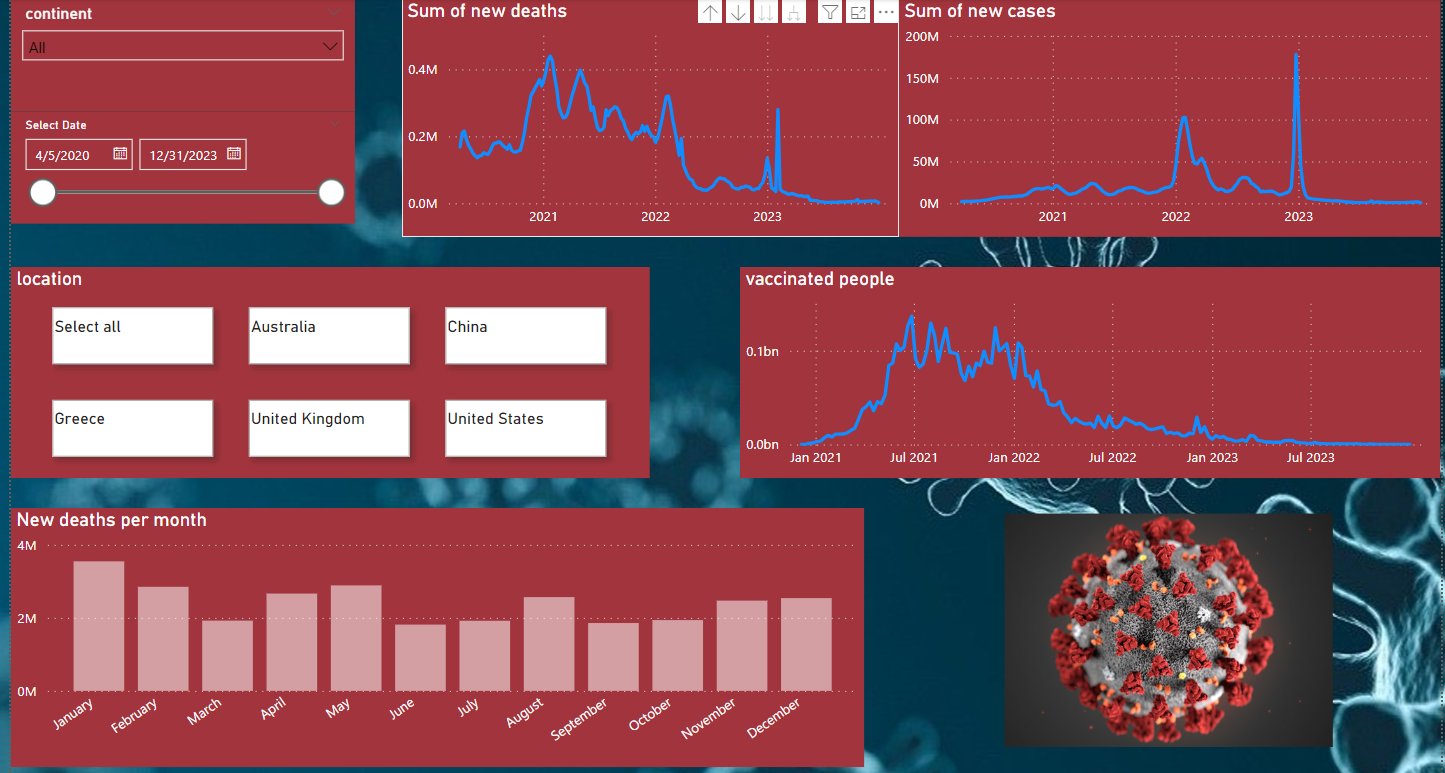 continent
All
Select Date
4/5/2020
12/31/2023
Sum of new deaths
0.4M
0.2M
0.0M
2021 2022 2023
Sum of new cases
200M
150M
100M
50M
0M
2021 2022 2023
location
Select all
Australia
China
Greece
United Kingdom
United States
vaccinated people
0.1bn
0.0bn
Jan 2021 Jul 2021 Jan 2022 Jul 2022 Jan 2023 Jul 2023
New deaths per month
4M
2M
0M
January February March April May June July August September October November December